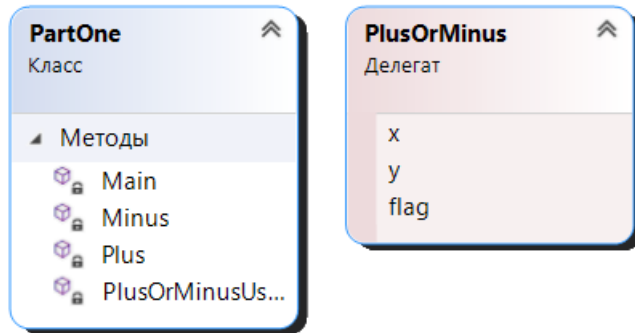 PartOne
Класс
Методы
Main
Minus
Plus
PlusOrMinusUs...
PlusOrMinus
Делегат
x
y
flag